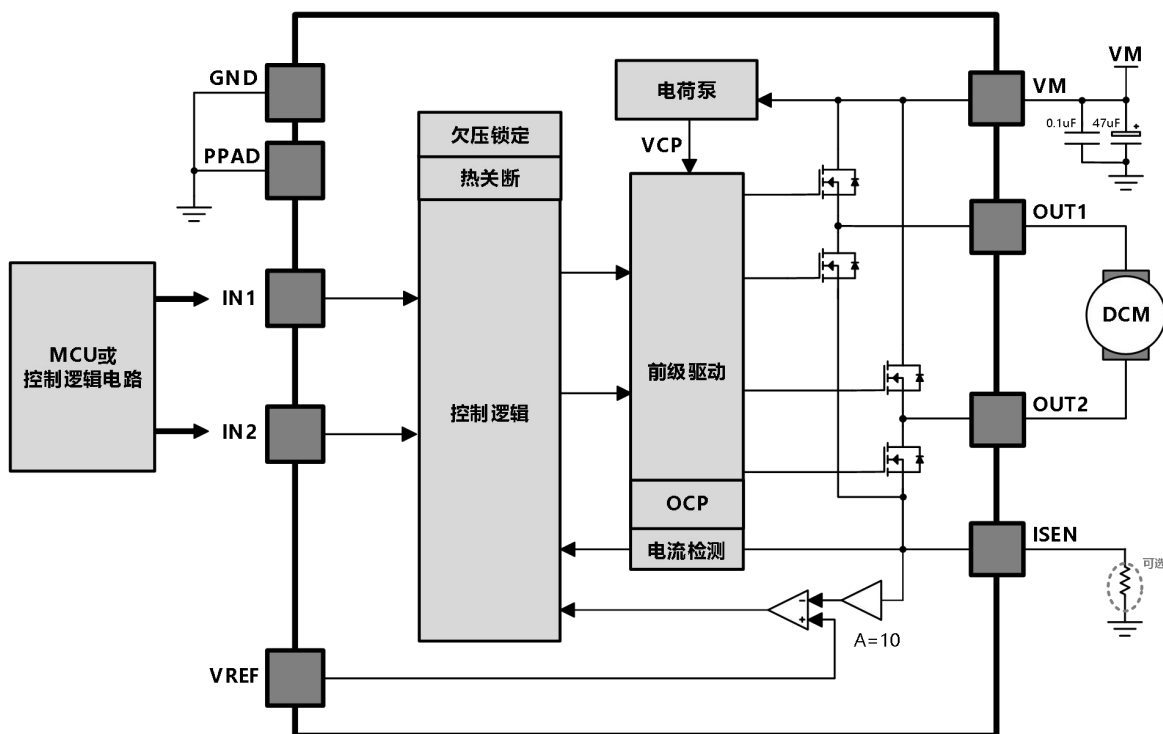 GND
PPAD
IN1
IN2
VREF
MCU或
控制逻辑电路
欠压锁定
热关断
控制逻辑
电荷泵
VCP
前级驱动
OCP
电流检测
-
+
A=10
VM
VM
0.1uF
47uF
+
OUT1
DCM
OUT2
ISEN
可选